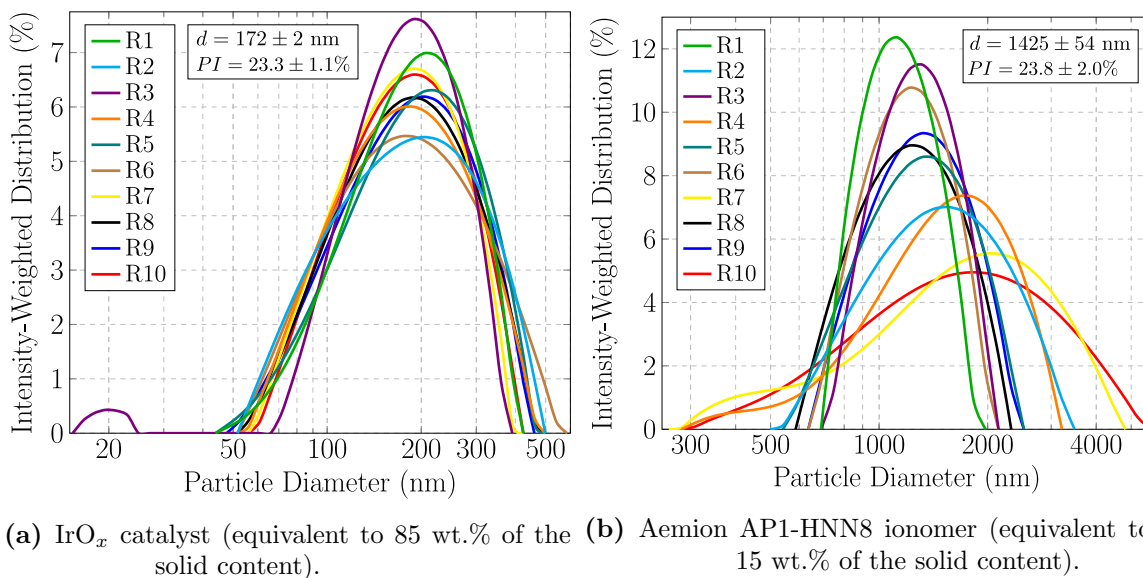 Intensity-Weighted Distribution (%)
7
6
5
4
3
2
1
0
R1
R2
R3
R4
R5
R6
R7
R8
R9
R10
d = 172 ± 2 nm
PI = 23.3 ± 1.1%
20 50 100 200 300 500
Particle Diameter (nm)
(a) IrOx catalyst (equivalent to 85 wt.% of the
solid content).
Intensity-Weighted Distribution (%)
12
10
8
6
4
2
0
R1
R2
R3
R4
R5
R6
R7
R8
R9
R10
d = 1425 ± 54 nm
PI = 23.8 ± 2.0%
300 500 1000 2000 4000
Particle Diameter (nm)
(b) Aemion AP1-HNN8 ionomer (equivalent to
15 wt.% of the solid content).